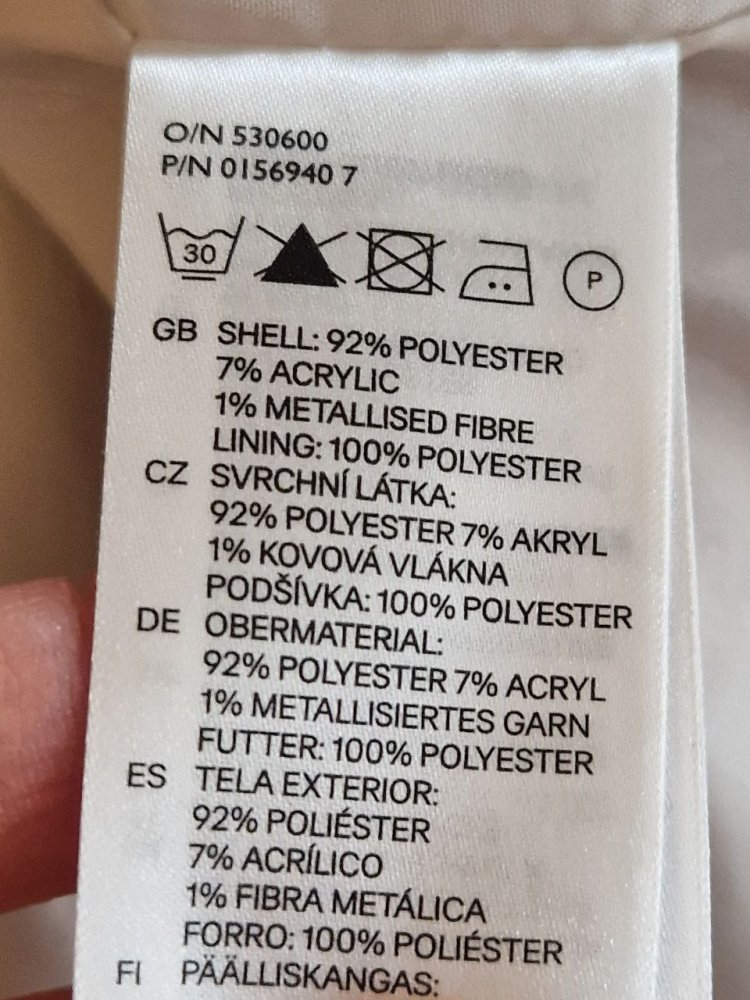 O/N 530600
P/N 0156940 7
30 P
GB SHELL: 92% POLYESTER
7% ACRYLIC
1% METALLISED FIBRE
LINING: 100% POLYESTER
CZ SVRCHNÍ LÁTKA:
92% POLYESTER 7% AKRYL
1% KOVOVÁ VLÁKNA
PODŠÍVKA: 100% POLYESTER
DE OBERMATERIAL:
92% POLYESTER 7% ACRYL
1% METALLISIERTES GARN
FUTTER: 100% POLYESTER
ES TELA EXTERIOR:
92% POLIÉSTER
7% ACRÍLICO
1% FIBRA METÁLICA
FORRO: 100% POLIÉSTER
FI PÄÄLLISKANGAS: